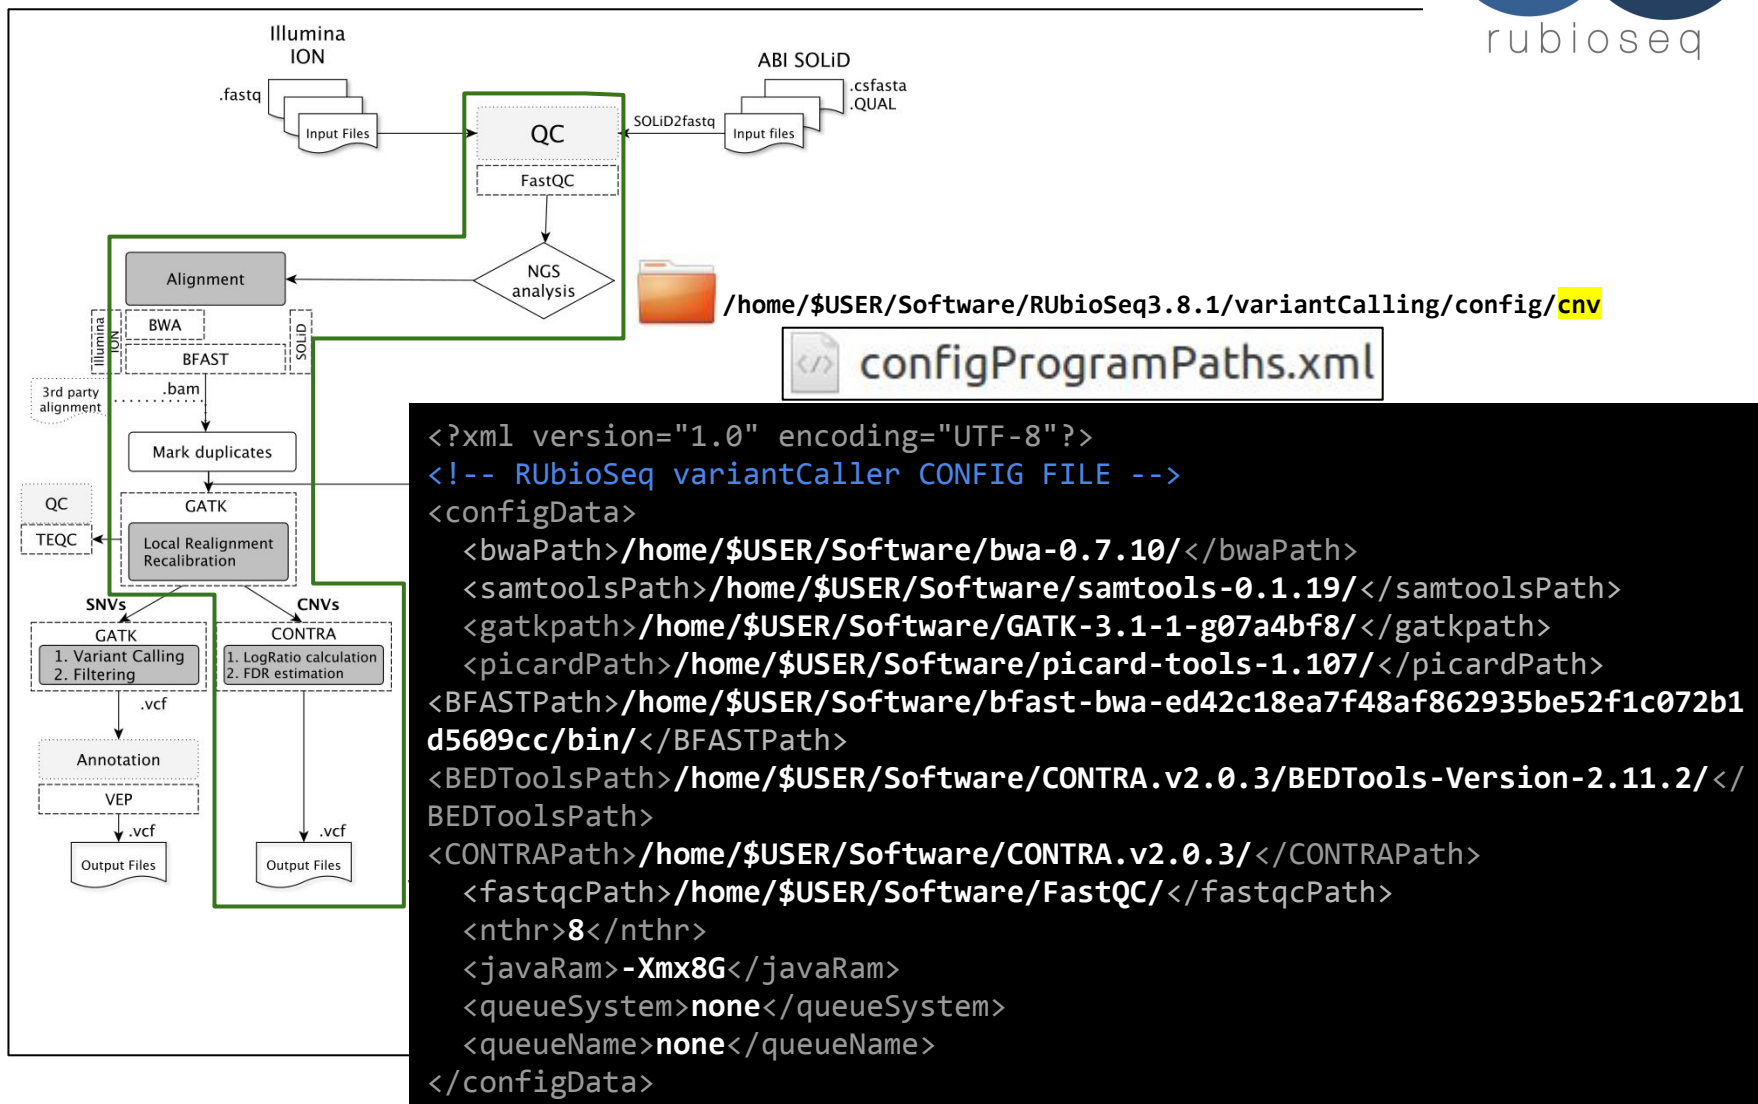 rubioseq
Illumina
ION
.fastq
Input Files
ABI SOLiD
.csfasta
.QUAL
Input files
SOLiD2fastq
QC
FastQC
NGS
analysis
Alignment
Illumina
ION
BWA
BFAST
SOLiD
3rd party
alignment
.bam
Mark duplicates
QC
TEQC
GATK
Local Realignment
Recalibration
SNVs
CNVs
GATK
1. Variant Calling
2. Filtering
CONTRA
1. LogRatio calculation
2. FDR estimation
.vcf
Annotation
VEP
.vcf
.vcf
Output Files
Output Files
/home/$USER/Software/RUbioSeq3.8.1/variantCalling/config/cnv
</> configProgramPaths.xml
<?xml version="1.0" encoding="UTF-8"?>
<!-- RUbioSeq variantCaller CONFIG FILE -->
<configData>
<bwaPath>/home/$USER/Software/bwa-0.7.10/</bwaPath>
<samtoolsPath>/home/$USER/Software/samtools-0.1.19/</samtoolsPath>
<gatkpath>/home/$USER/Software/GATK-3.1-1-g07a4bf8/</gatkpath>
<picardPath>/home/$USER/Software/picard-tools-1.107/</picardPath>
<BFASTPath>/home/$USER/Software/bfast-bwa-ed42c18ea7f48af862935be52f1c072b1
d5609cc/bin/</BFASTPath>
<BEDToolsPath>/home/$USER/Software/CONTRA.v2.0.3/BEDTools-Version-2.11.2/</
BEDToolsPath>
<CONTRAPath>/home/$USER/Software/CONTRA.v2.0.3/</CONTRAPath>
<fastqcPath>/home/$USER/Software/FastQC/</fastqcPath>
<nthr>8</nthr>
<javaRam>-Xmx8G</javaRam>
<queueSystem>none</queueSystem>
<queueName>none</queueName>
</configData>